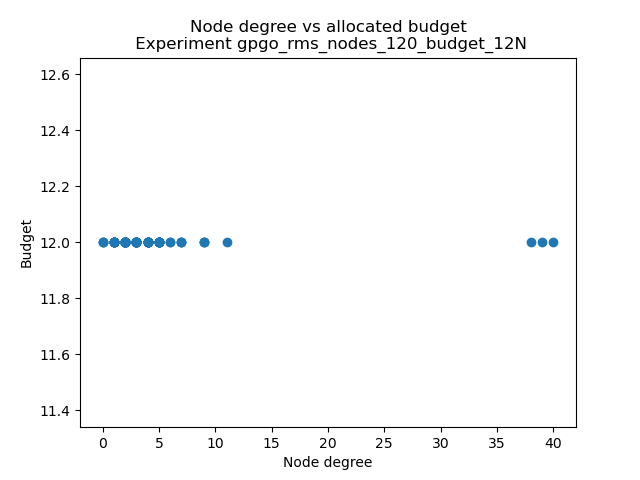 Node degree vs allocated budget
Experiment gpgo_rms_nodes_120_budget_12N
12.6
12.4
12.2
12.0
11.8
11.6
11.4
Budget
0 5 10 15 20 25 30 35 40
Node degree